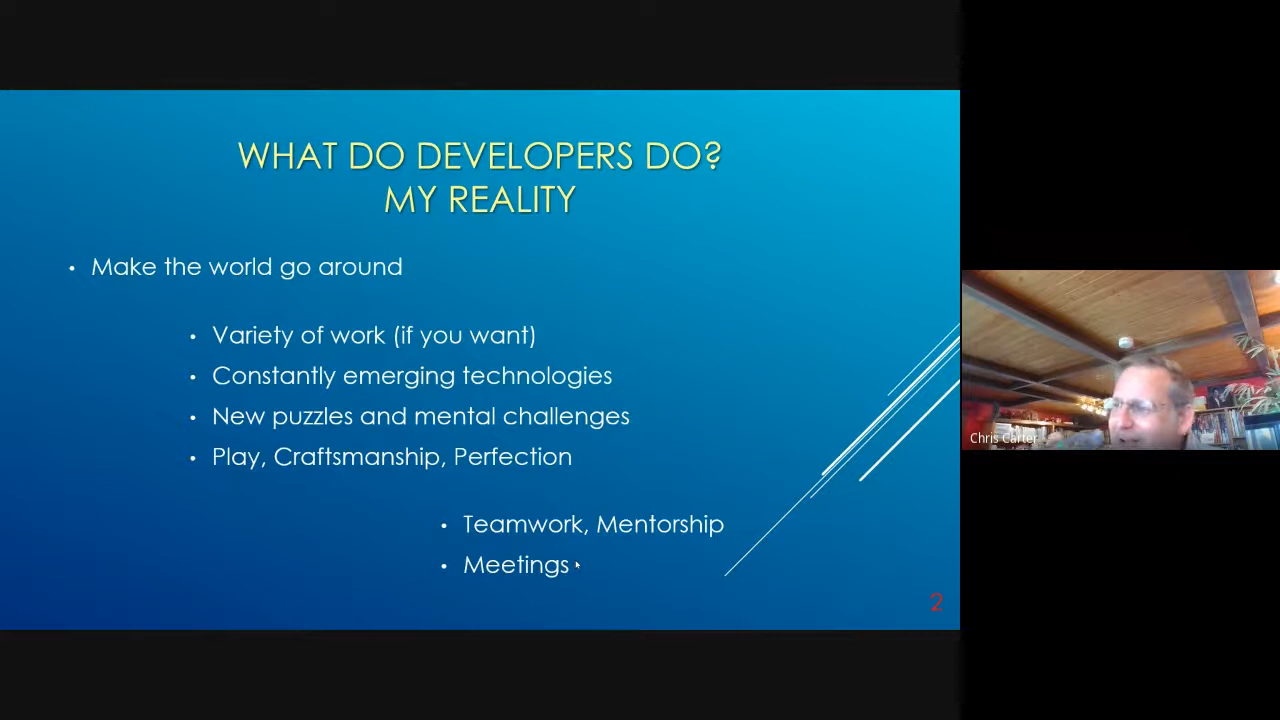 WHAT DO DEVELOPERS DO?
MY REALITY
• Make the world go around
• Variety of work (if you want)
• Constantly emerging technologies
• New puzzles and mental challenges
• Play, Craftsmanship, Perfection
• Teamwork, Mentorship
• Meetings
2
Chris Carter